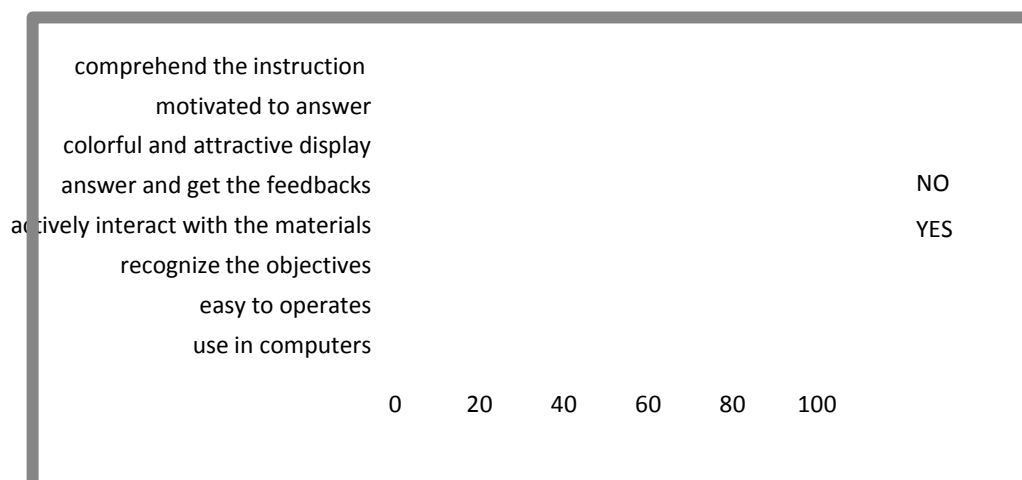 comprehend the instruction
motivated to answer
colorful and attractive display
answer and get the feedbacks
actively interact with the materials
recognize the objectives
easy to operates
use in computers
0 20 40 60 80 100
NO
YES